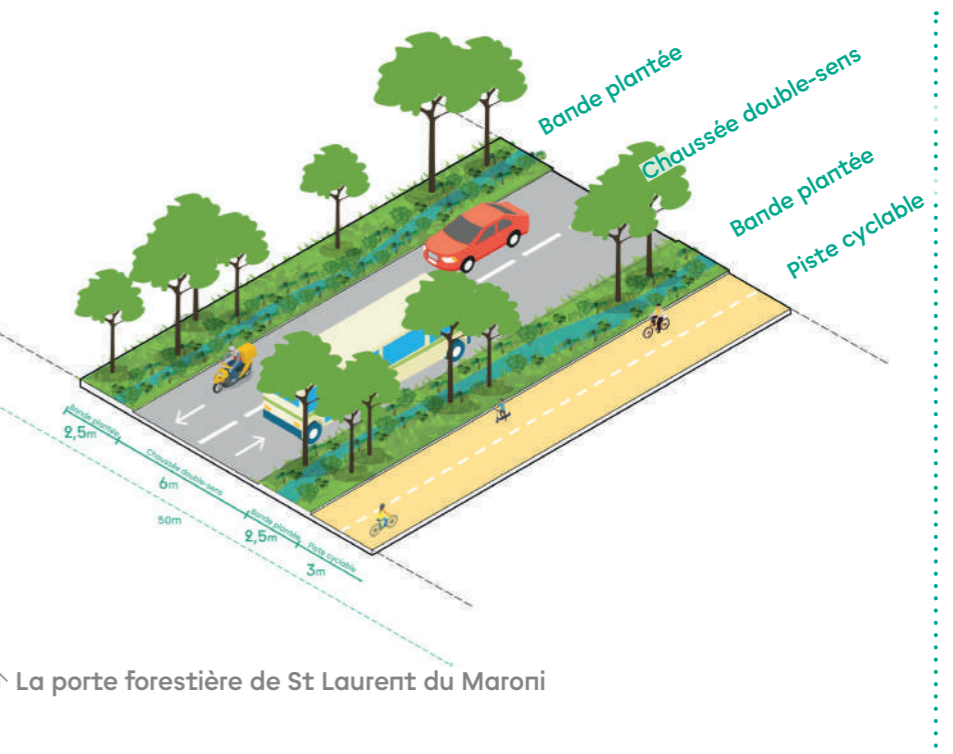 Bande plantée
Chaussée double-sens
Bande plantée
Piste cyclable
Bande plantée
2,5m
Chaussée double-sens
6m
50m
Bande plantée
2,5m
Piste cyclable
3m
↑ La porte forestière de St Laurent du Maroni